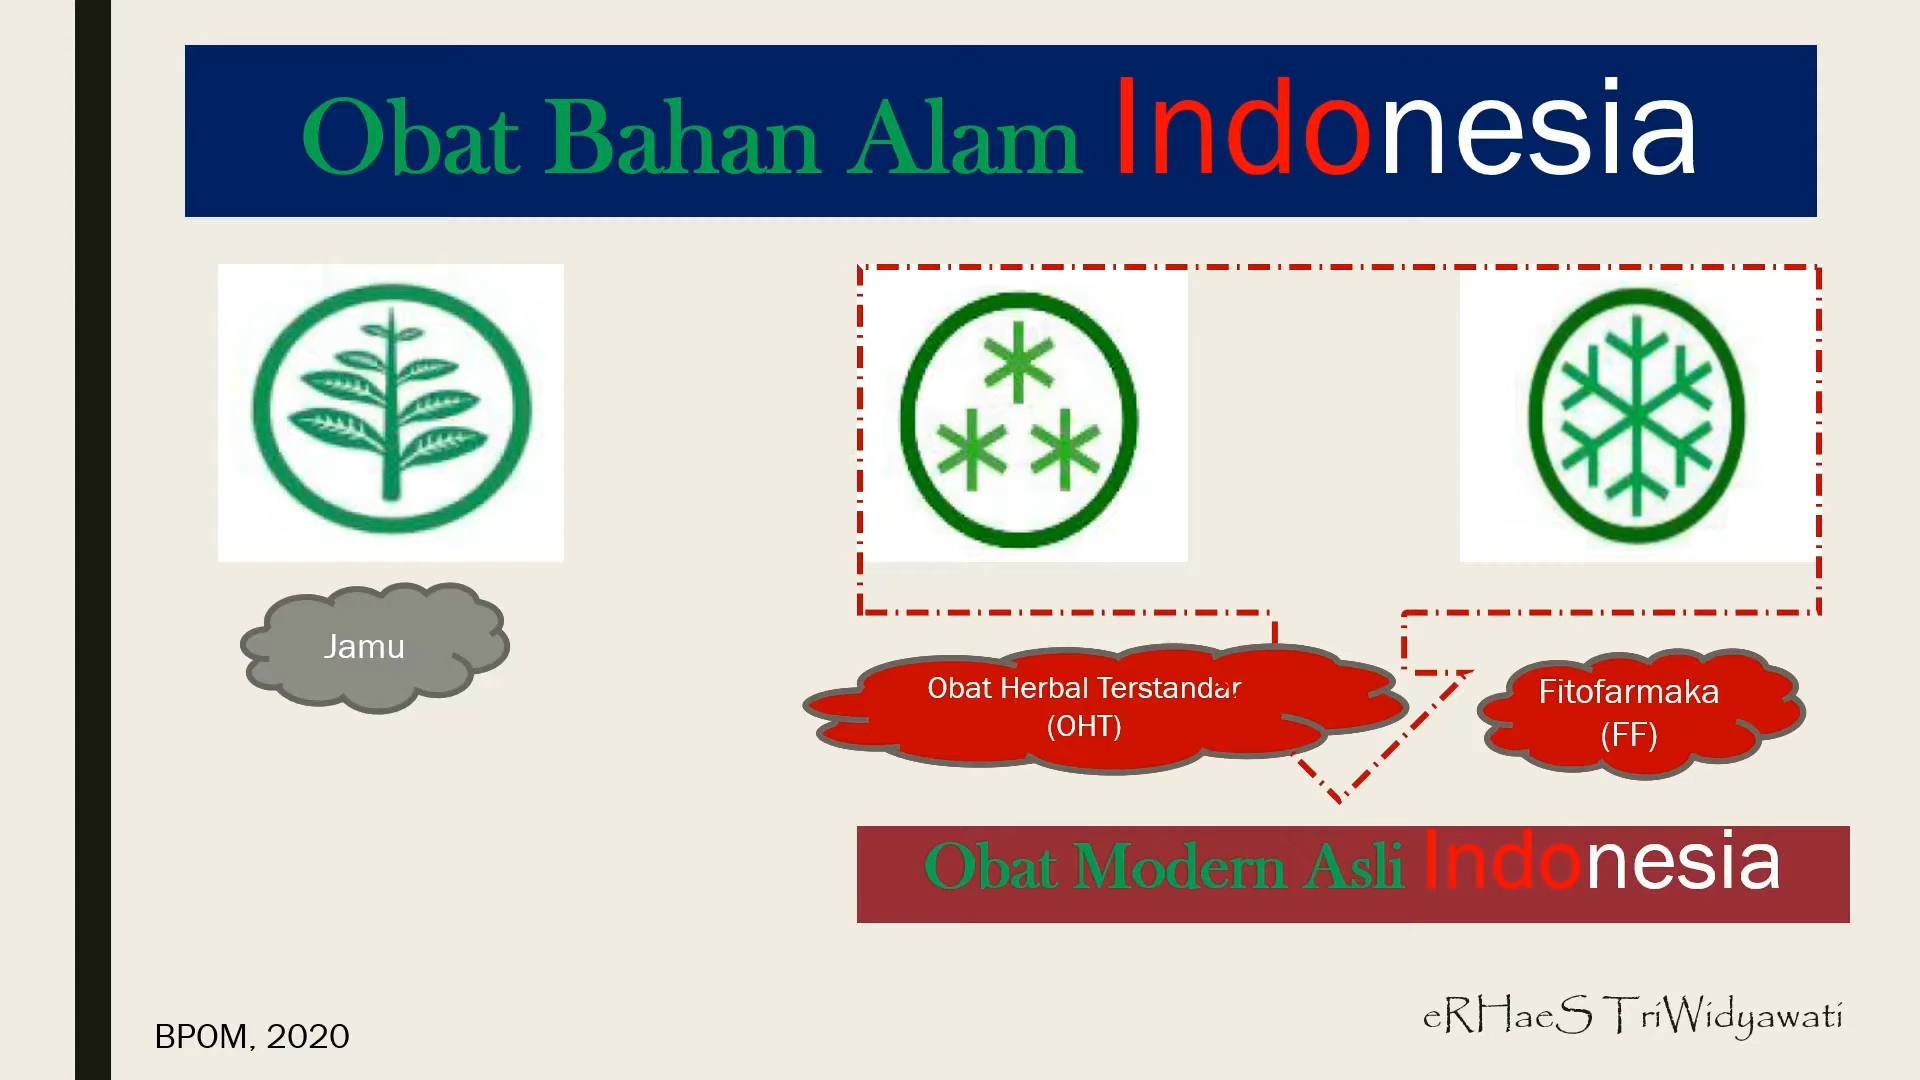 Obat Bahan Alam Indonesia
Jamu
Obat Herbal Terstandar
(OHT)
Fitofarmaka
(FF)
Obat Modern Asli Indonesia
BPOM, 2020
eRHaeS TriWidyawati